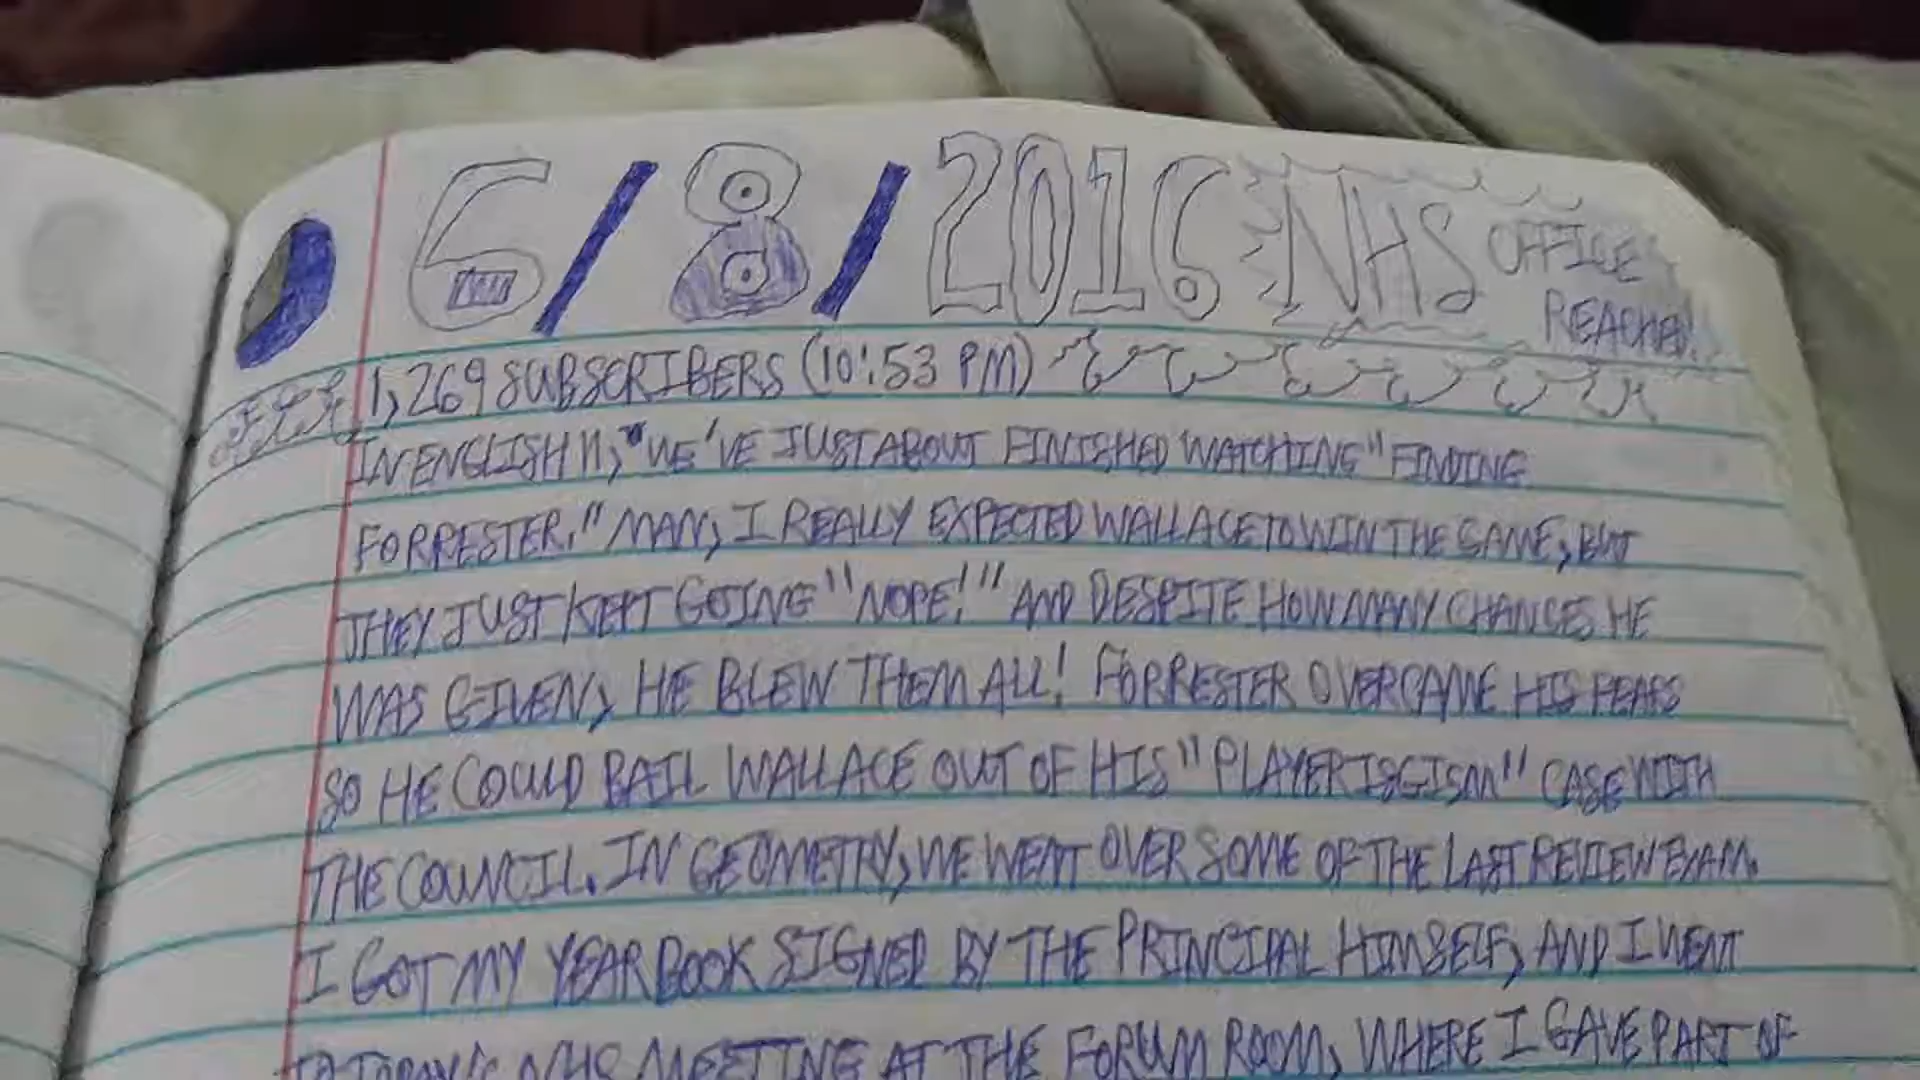 6/8/2016 NHS OFFICE
REACHED!
1,269 SUBSCRIBERS (10:53 PM)
IN ENGLISH 11, WE'VE JUST ABOUT FINISHED WATCHING "FINDING
FORRESTER." MAN, I REALLY EXPECTED WALLACE TO WIN THE GAME, BUT
THEY JUST KEPT GOING "NOPE!" AND DESPITE HOW MANY CHANCES HE
WAS GIVEN, HE BLEW THEM ALL! FORRESTER OVERCAME HIS FEARS
SO HE COULD BAIL WALLACE OUT OF HIS "PLAYERISGISM" CASE WITH
THE COUNCIL. IN GEOMETRY, WE WENT OVER SOME OF THE LAST REVIEW EXAM.
I GOT MY YEARBOOK SIGNED BY THE PRINCIPAL HIMSELF, AND I WENT
TO TODAY'S NHS MEETING AT THE FORUM ROOM, WHERE I GAVE PART OF